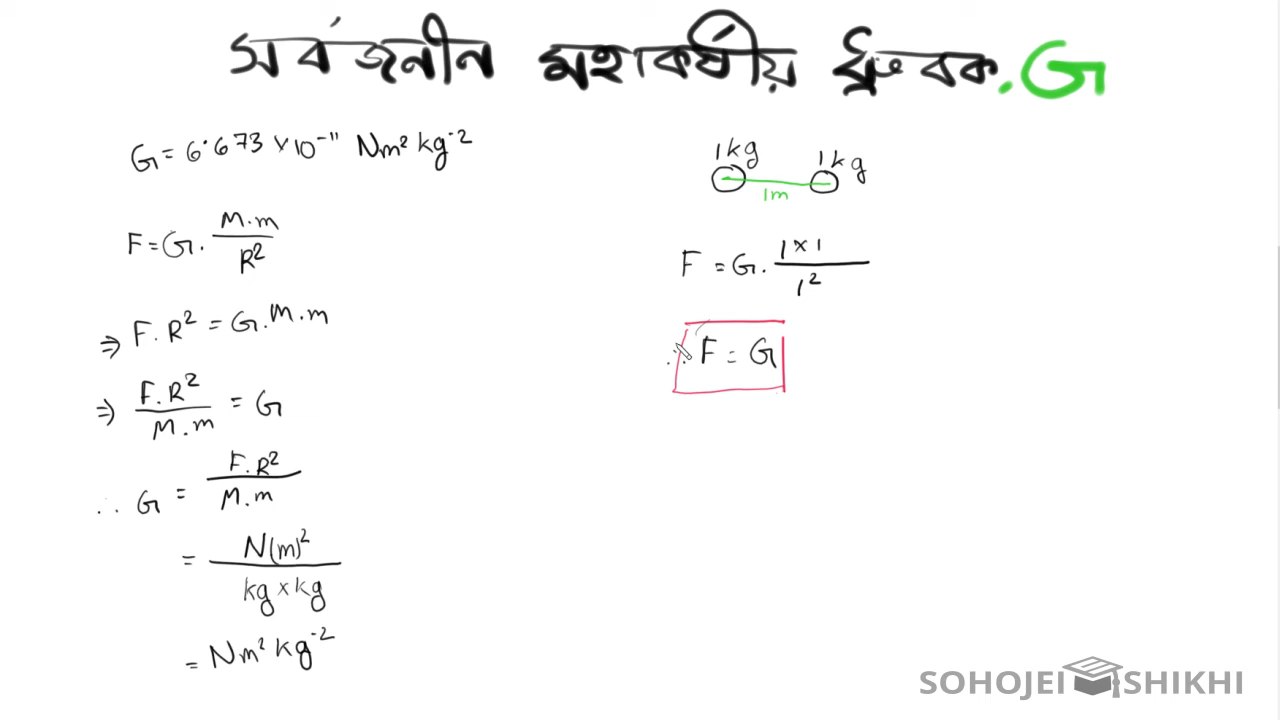 সর্বজনীন মহাকর্ষীয় ধ্রুবক, G
G = 6.673 × 10⁻¹¹ Nm² kg⁻²
F = G . M.m / R²
⇒ F.R² = G.M.m
⇒ F.R² / M.m = G
∴ G = F.R² / M.m
= N(m)² / kg × kg
= Nm² kg⁻²
1kg 1kg
1m
F = G . 1 × 1 / 1²
∴ F = G
SOHOJEI SHIKHI